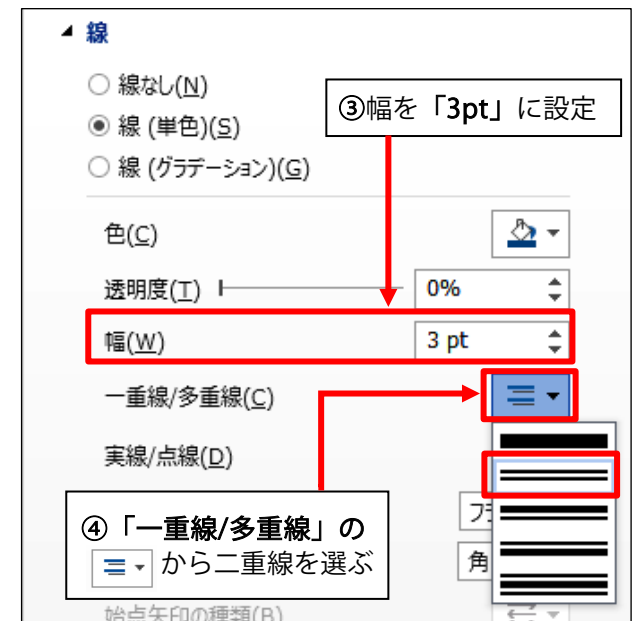 線
線なし(N)
③幅を「3pt」に設定
線 (単色)(S)
線 (グラデーション)(G)
色(C)
透明度(T) 0%
幅(W) 3 pt
一重線/多重線(C)
実線/点線(D)
④「一重線/多重線」の
から二重線を選ぶ
フ
角
始点矢印の種類(B)